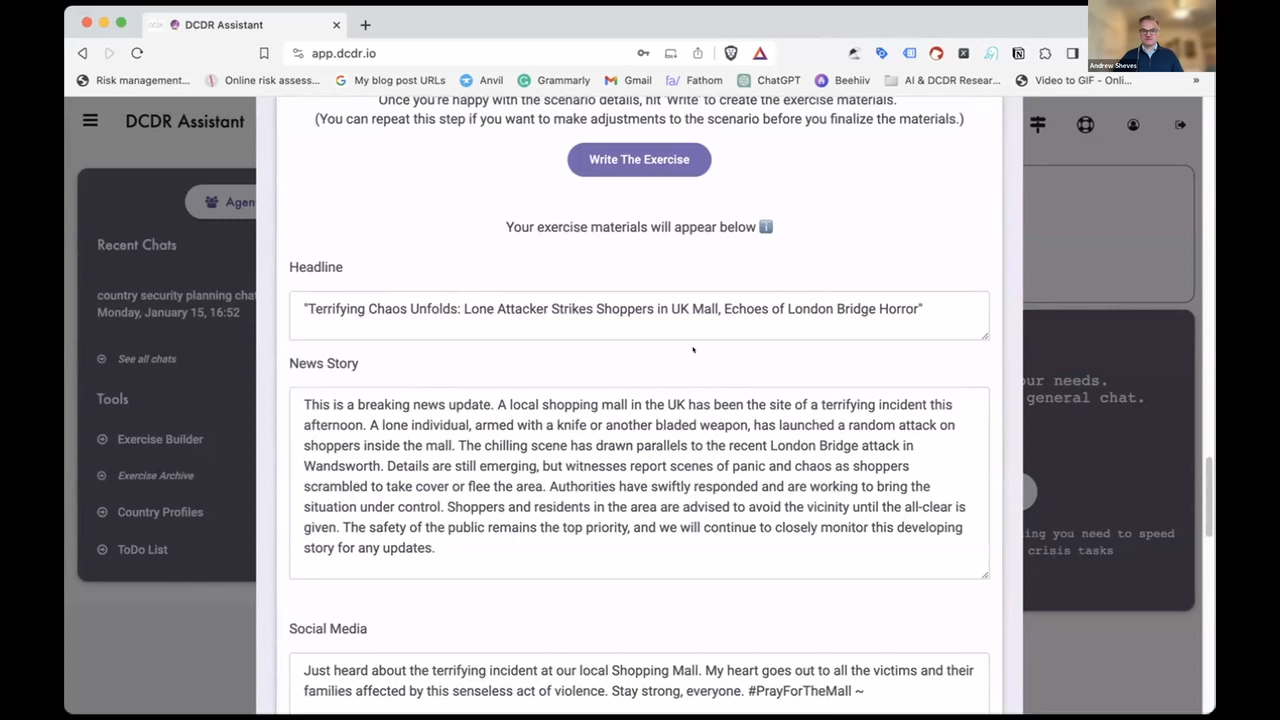 DCDR Assistant
app.dcdr.io
Andrew Sheves
Risk management...
Online risk assess...
My blog post URLs
Anvil
Grammarly
Gmail
Fathom
ChatGPT
Beehiiv
AI & DCDR Resear...
Video to GIF - Onli...
»
DCDR Assistant
Once you're happy with the scenario details, hit 'Write' to create the exercise materials.
(You can repeat this step if you want to make adjustments to the scenario before you finalize the materials.)
Write The Exercise
Agen
Recent Chats
country security planning chat
Monday, January 15, 16:52
See all chats
Tools
Exercise Builder
Exercise Archive
Country Profiles
ToDo List
Your exercise materials will appear below
Headline
"Terrifying Chaos Unfolds: Lone Attacker Strikes Shoppers in UK Mall, Echoes of London Bridge Horror"
News Story
This is a breaking news update. A local shopping mall in the UK has been the site of a terrifying incident this
afternoon. A lone individual, armed with a knife or another bladed weapon, has launched a random attack on
shoppers inside the mall. The chilling scene has drawn parallels to the recent London Bridge attack in
Wandsworth. Details are still emerging, but witnesses report scenes of panic and chaos as shoppers
scrambled to take cover or flee the area. Authorities have swiftly responded and are working to bring the
situation under control. Shoppers and residents in the area are advised to avoid the vicinity until the all-clear is
given. The safety of the public remains the top priority, and we will continue to closely monitor this developing
story for any updates.
Social Media
Just heard about the terrifying incident at our local Shopping Mall. My heart goes out to all the victims and their
families affected by this senseless act of violence. Stay strong, everyone. #PrayForTheMall ~
our needs.
general chat.
ing you need to speed
crisis tasks